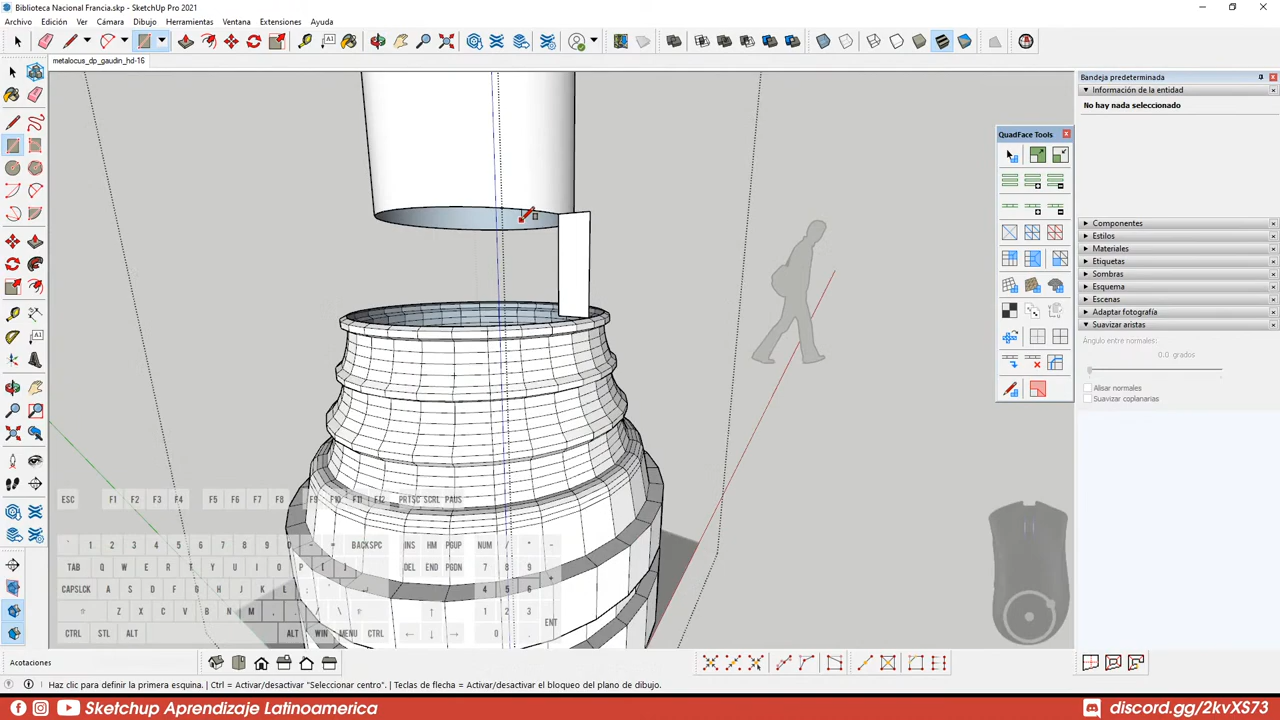 Biblioteca Nacional Francia.skp - SketchUp Pro 2021
Archivo Edición Ver Cámara Dibujo Herramientas Ventana Extensiones Ayuda
metalocus_dp_gaudin_hd-16
Bandeja predeterminada
Información de la entidad
No hay nada seleccionado
QuadFace Tools
Componentes
Estilos
Materiales
Etiquetas
Sombras
Esquema
Escenas
Adaptar fotografía
Suavizar aristas
Ángulo entre normales:
0.0 grados
Alisar normales
Suavizar coplanarias
ESC F1 F2 F3 F4 F5 F6 F7 F8 F9 F10 F11 F12 PRTSC SCRL PAUS
` 1 2 3 4 5 6 7 8 9 0 - = BACKSPC INS HM PGUP NUM / * -
TAB Q W E R T Y U I O P [ ] DEL END PGDN 7 8 9 +
CAPSLCK A S D F G H J K L ; ' 4 5 6
Z X C V B N M , . / \ ↑ 1 2 3 ENT
CTRL STL ALT ALT WIN MENU CTRL ← ↓ → 0 .
Acotaciones
Haz clic para definir la primera esquina. | Ctrl = Activar/desactivar "Seleccionar centro". | Teclas de flecha = Activar/desactivar el bloqueo del plano de dibujo.
Sketchup Aprendizaje Latinoamerica
discord.gg/2kvXS73